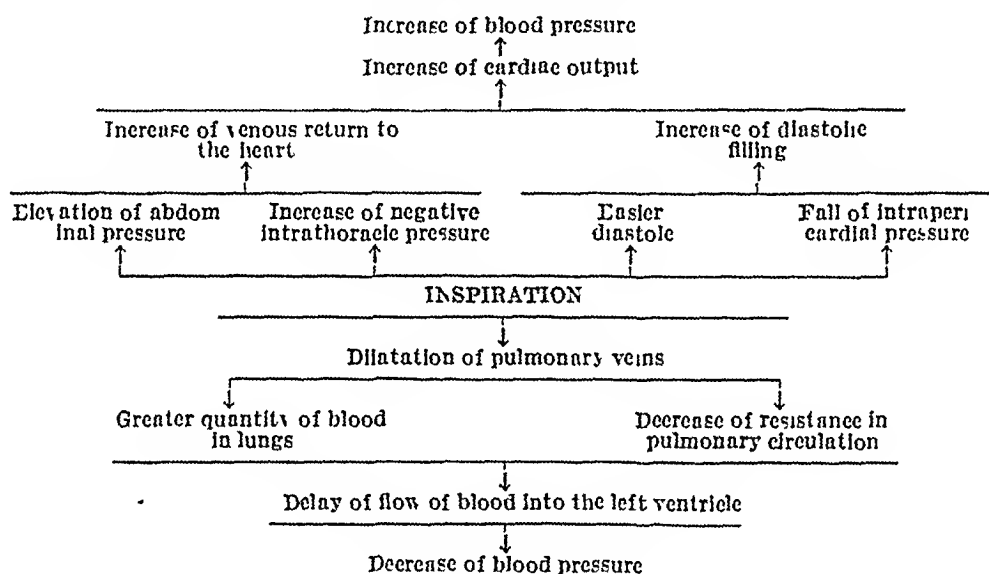 Increase of blood pressure
Increase of cardiac output
Increase of venous return to
the heart
Increase of diastolic
filling
Elevation of abdom
inal pressure
Increase of negative
intrathoracic pressure
Easier
diastole
Fall of intraperi
cardial pressure
INSPIRATION
Dilatation of pulmonary veins
Greater quantity of blood
in lungs
Decrease of resistance in
pulmonary circulation
Delay of flow of blood into the left ventricle
Decrease of blood pressure